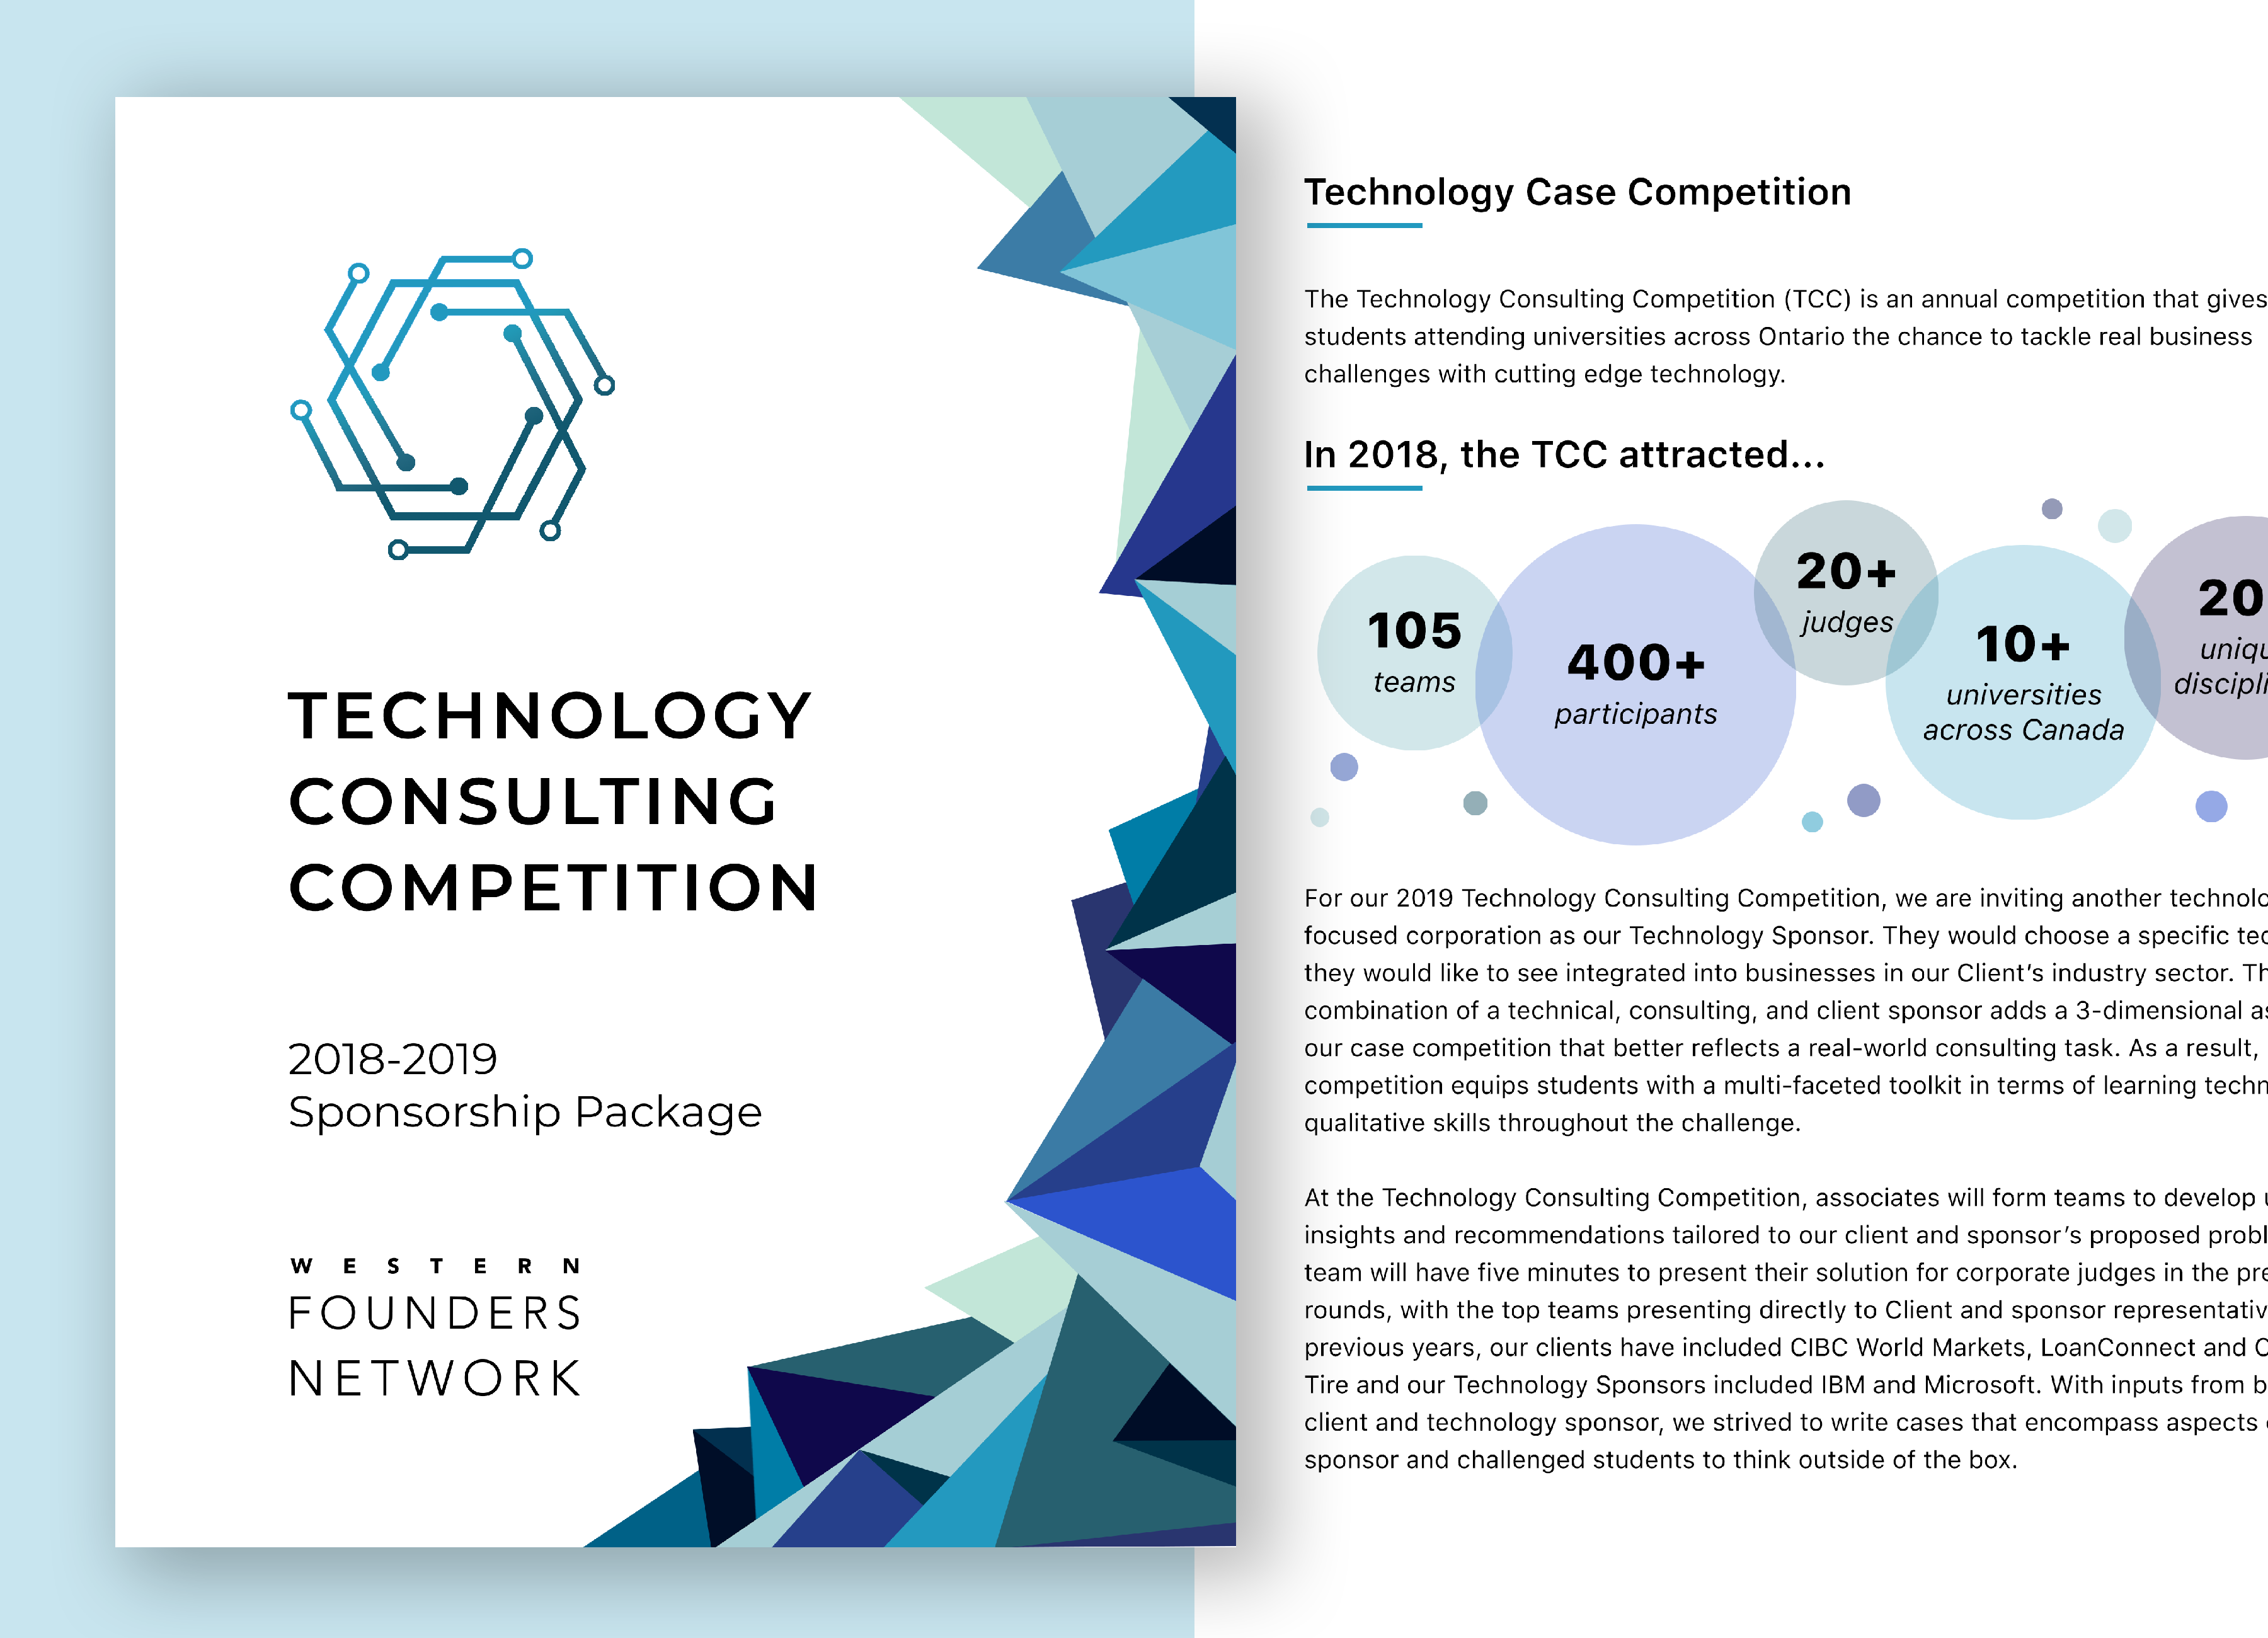 TECHNOLOGY
CONSULTING
COMPETITION
2018-2019
Sponsorship Package
WESTERN
FOUNDERS
NETWORK
Technology Case Competition
The Technology Consulting Competition (TCC) is an annual competition that gives
students attending universities across Ontario the chance to tackle real business
challenges with cutting edge technology.
In 2018, the TCC attracted...
105
teams
400+
participants
20+
judges
10+
universities
across Canada
20
For our 2019 Technology Consulting Competition, we are inviting another
focused corporation as our Technology Sponsor. They would choose a specific
they would like to see integrated into businesses in our Client’s industry sector.
combination of a technical, consulting, and client sponsor adds a 3-dimensional
our case competition that better reflects a real-world consulting task. As a result,
competition equips students with a multi-faceted toolkit in terms of learning
qualitative skills throughout the challenge.
At the Technology Consulting Competition, associates will form teams to develop
insights and recommendations tailored to our client and sponsor’s proposed
team will have five minutes to present their solution for corporate judges in the
rounds, with the top teams presenting directly to Client and sponsor
previous years, our clients have included CIBC World Markets, LoanConnect and
Tire and our Technology Sponsors included IBM and Microsoft. With inputs from
client and technology sponsor, we strived to write cases that encompass aspects
sponsor and challenged students to think outside of the box.